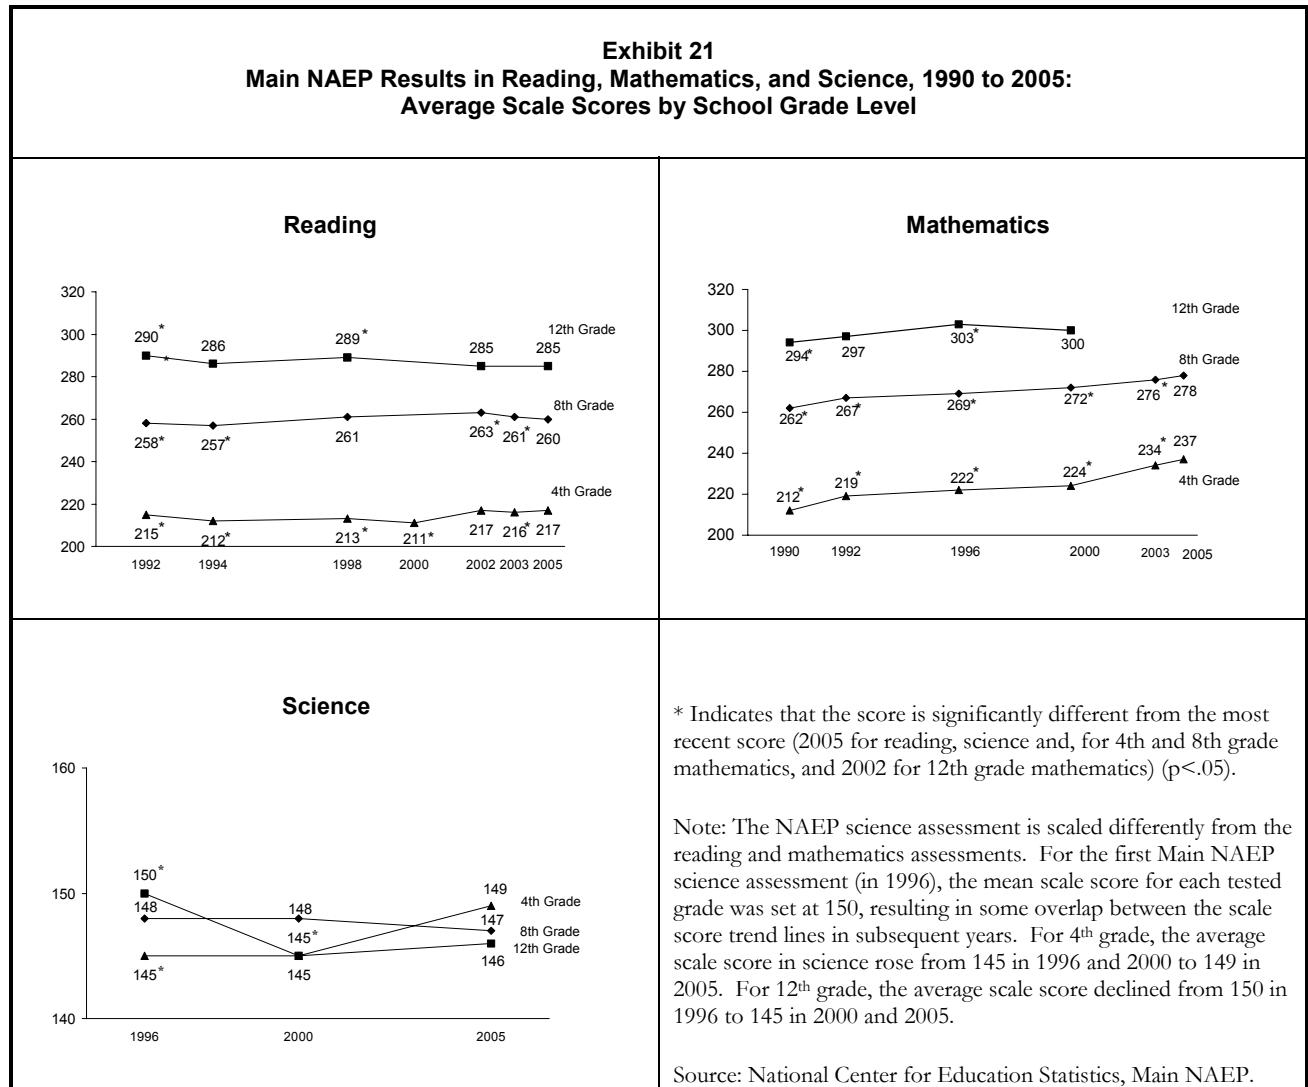 Exhibit 21
Main NAEP Results in Reading, Mathematics, and Science, 1990 to 2005:
Average Scale Scores by School Grade Level
Reading
320
300
280
260
240
220
200
290*
*
286
289*
285
285
12th Grade
258*
257*
261
263*
261*
260
8th Grade
215*
212*
213*
211*
217
216*
217
4th Grade
1992
1994
1998
2000
2002
2003
2005
Mathematics
320
300
280
260
240
220
200
294*
297
303*
300
12th Grade
262*
267*
269*
272*
276*
278
8th Grade
212*
219*
222*
224*
234*
237
4th Grade
1990
1992
1996
2000
2003
2005
Science
160
150
140
150*
148
145*
148
145*
145
149
147
146
4th Grade
8th Grade
12th Grade
1996
2000
2005
* Indicates that the score is significantly different from the most
recent score (2005 for reading, science and, for 4th and 8th grade
mathematics, and 2002 for 12th grade mathematics) (p<.05).
Note: The NAEP science assessment is scaled differently from the
reading and mathematics assessments. For the first Main NAEP
science assessment (in 1996), the mean scale score for each tested
grade was set at 150, resulting in some overlap between the scale
score trend lines in subsequent years. For 4th grade, the average
scale score in science rose from 145 in 1996 and 2000 to 149 in
2005. For 12th grade, the average scale score declined from 150 in
1996 to 145 in 2000 and 2005.
Source: National Center for Education Statistics, Main NAEP.